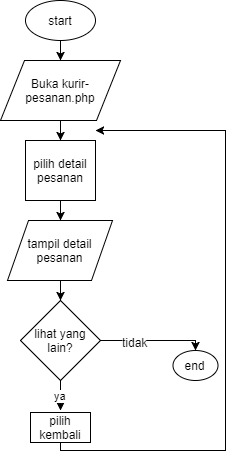 start
Buka kurir-
pesanan.php
pilih detail
pesanan
tampil detail
pesanan
lihat yang
lain?
tidak
end
ya
pilih
kembali